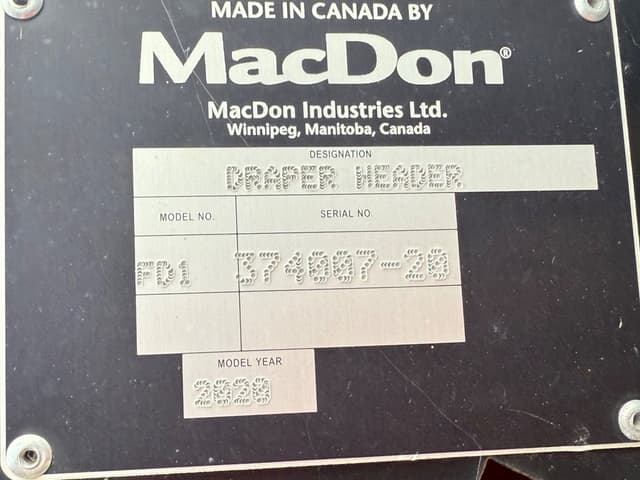 MADE IN CANADA BY
MacDon®
MacDon Industries Ltd.
Winnipeg, Manitoba, Canada
DESIGNATION
DRAPER HEADER
MODEL NO. SERIAL NO.
FD1 374007-20
MODEL YEAR
2020